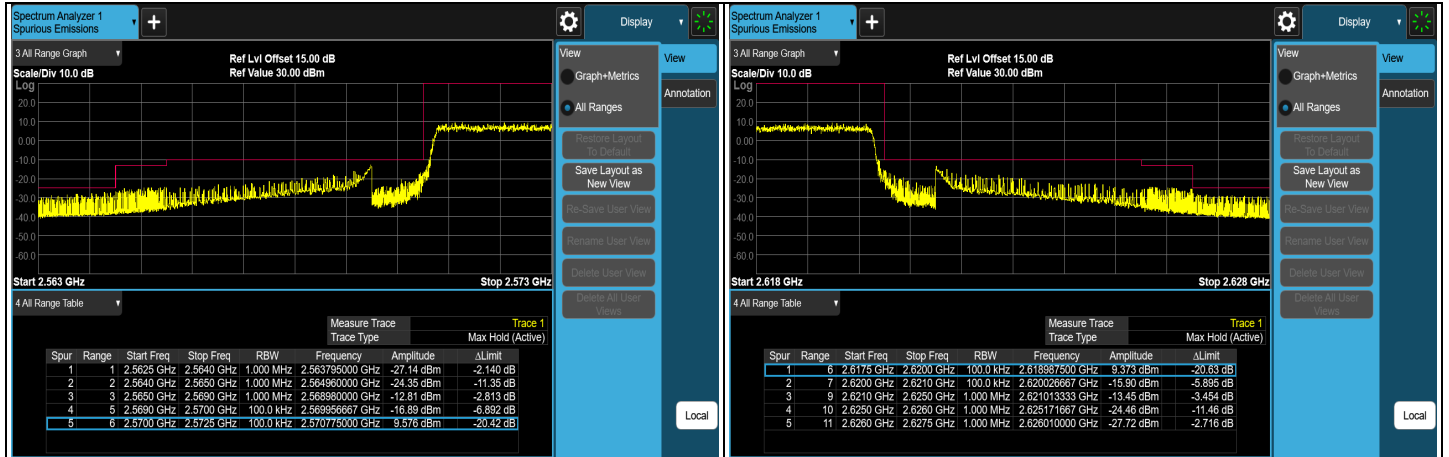 Spectrum Analyzer 1
Spurious Emissions
+
Display
3 All Range Graph
Ref Lvl Offset 15.00 dB
Scale/Div 10.0 dB
Ref Value 30.00 dBm
Log
20.0
10.0
0.00
-10.0
-20.0
-30.0
-40.0
-50.0
-60.0
Start 2.563 GHz
Stop 2.573 GHz
View
Graph+Metrics
All Ranges
Restore Layout
To Default
Save Layout as
New View
Re-Save User View
Rename User View
Delete User View
Delete All User
Views
View
Annotation
Local
4 All Range Table
Measure Trace Trace 1
Trace Type Max Hold (Active)
Spur Range Start Freq Stop Freq RBW Frequency Amplitude ΔLimit
1 1 2.5625 GHz 2.5640 GHz 1.000 MHz 2.563795000 GHz -27.14 dBm -2.140 dB
2 2 2.5640 GHz 2.5650 GHz 1.000 MHz 2.564960000 GHz -24.35 dBm -11.35 dB
3 3 2.5650 GHz 2.5690 GHz 1.000 MHz 2.568980000 GHz -12.81 dBm -2.813 dB
4 5 2.5690 GHz 2.5700 GHz 100.0 kHz 2.569956667 GHz -16.89 dBm -6.892 dB
5 6 2.5700 GHz 2.5725 GHz 100.0 kHz 2.570775000 GHz 9.576 dBm -20.42 dB
Spectrum Analyzer 1
Spurious Emissions
+
Display
3 All Range Graph
Ref Lvl Offset 15.00 dB
Scale/Div 10.0 dB
Ref Value 30.00 dBm
Log
20.0
10.0
0.00
-10.0
-20.0
-30.0
-40.0
-50.0
-60.0
Start 2.618 GHz
Stop 2.628 GHz
View
Graph+Metrics
All Ranges
Restore Layout
To Default
Save Layout as
New View
Re-Save User View
Rename User View
Delete User View
Delete All User
Views
View
Annotation
Local
4 All Range Table
Measure Trace Trace 1
Trace Type Max Hold (Active)
Spur Range Start Freq Stop Freq RBW Frequency Amplitude ΔLimit
1 6 2.6175 GHz 2.6200 GHz 100.0 kHz 2.618987500 GHz 9.373 dBm -20.63 dB
2 7 2.6200 GHz 2.6210 GHz 100.0 kHz 2.620026667 GHz -15.90 dBm -5.895 dB
3 9 2.6210 GHz 2.6250 GHz 1.000 MHz 2.621013333 GHz -13.45 dBm -3.454 dB
4 10 2.6250 GHz 2.6260 GHz 1.000 MHz 2.625171667 GHz -24.46 dBm -11.46 dB
5 11 2.6260 GHz 2.6275 GHz 1.000 MHz 2.626010000 GHz -27.72 dBm -2.716 dB